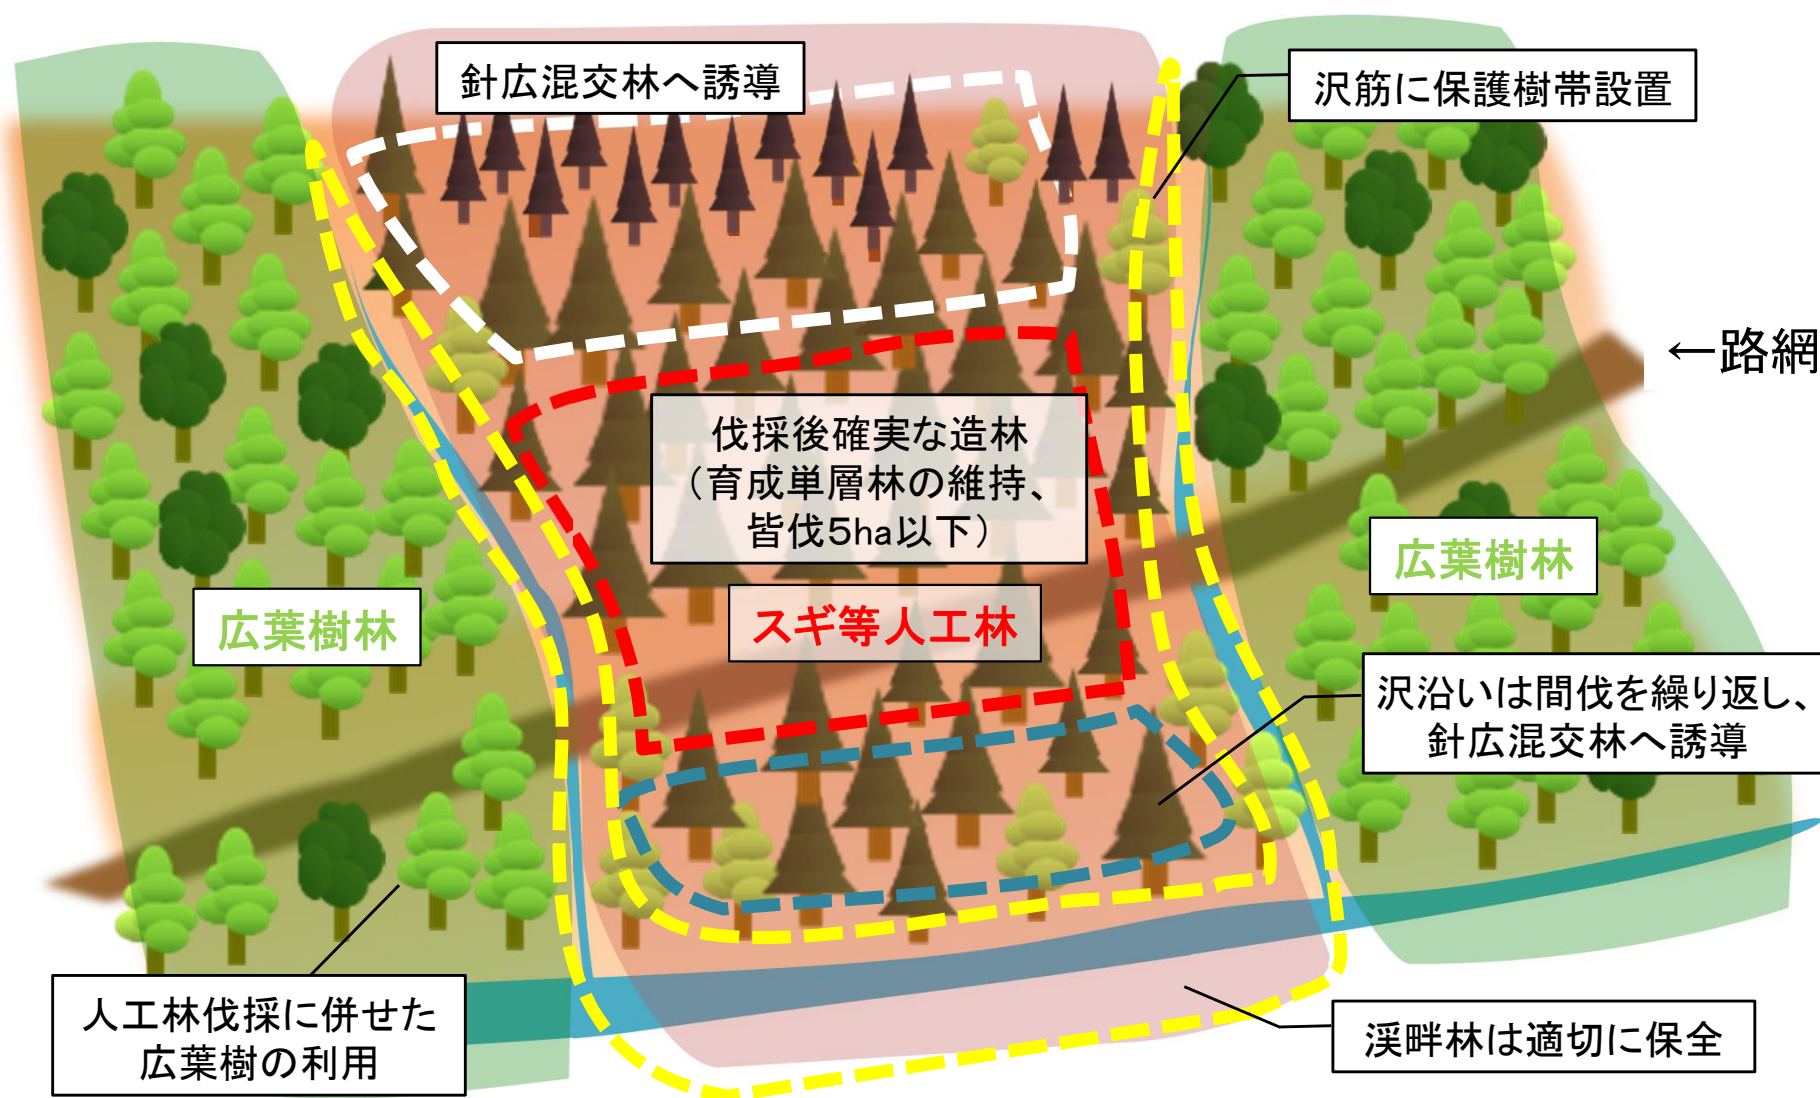 針広混交林へ誘導
沢筋に保護樹帯設置
←路網
伐採後確実な造林
（育成単層林の維持、
皆伐5ha以下）
広葉樹林
スギ等人工林
広葉樹林
沢沿いは間伐を繰り返し、
針広混交林へ誘導
人工林伐採に併せた
広葉樹の利用
渓畔林は適切に保全